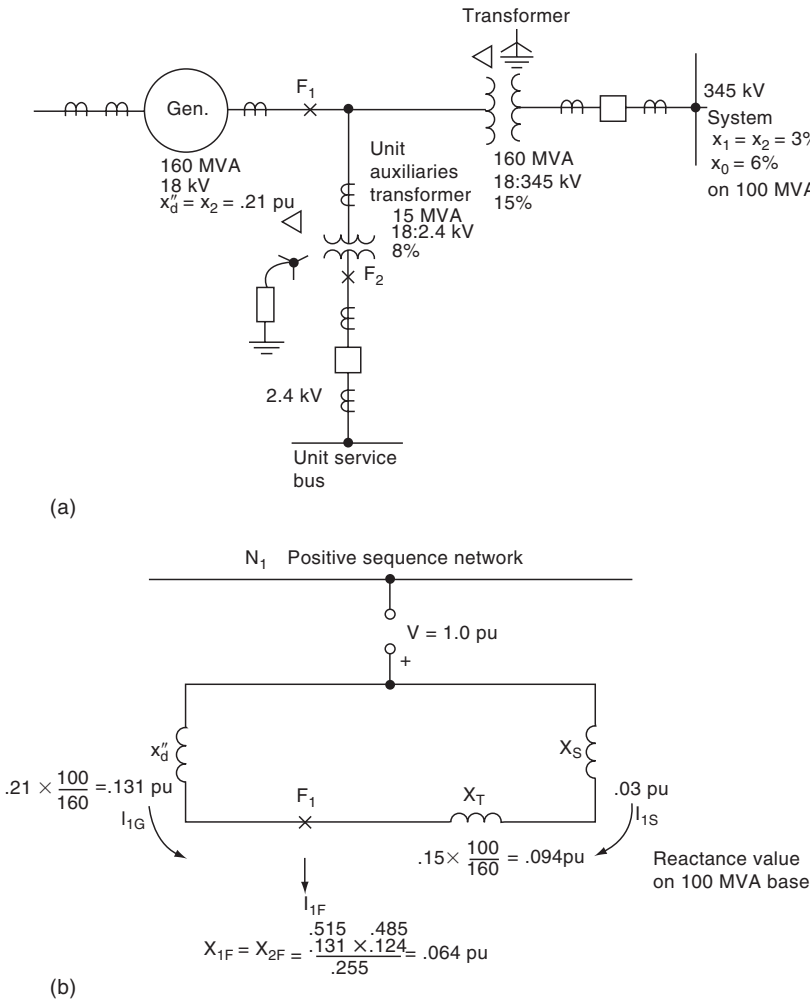 Transformer
F₁
Gen.
345 kV
System
x₁ = x₂ = 3%
x₀ = 6%
on 100 MVA
160 MVA
18 kV
x″d = x₂ = .21 pu
Unit
auxiliaries
transformer
15 MVA
18:2.4 kV
8%
160 MVA
18:345 kV
15%
F₂
2.4 kV
Unit service
bus
(a)
N₁ Positive sequence network
V = 1.0 pu
+
x″d
X_S
.21 × 100/160 = .131 pu
F₁
X_T
.03 pu
I₁G
I₁S
.15 × 100/160 = .094pu
Reactance value
on 100 MVA base
I₁F
.515 .485
X₁F = X₂F = .131 × .124/.255 = .064 pu
(b)